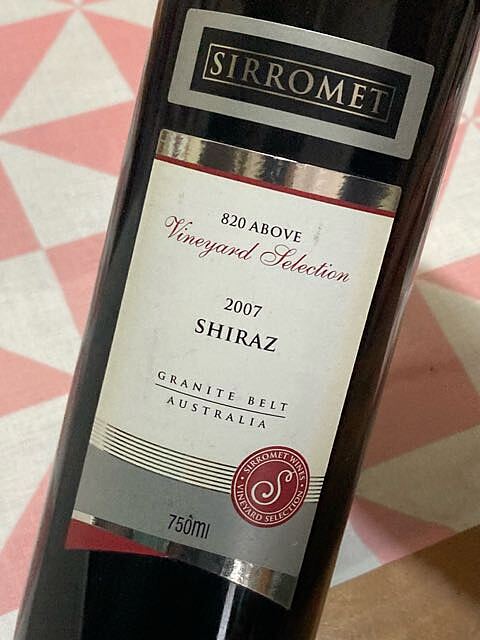 SIRROMET
820 ABOVE
Vineyard Selection
2007
SHIRAZ
GRANITE BELT
AUSTRALIA
SIRROMET WINES
S
VINEYARD SELECTION
750ml